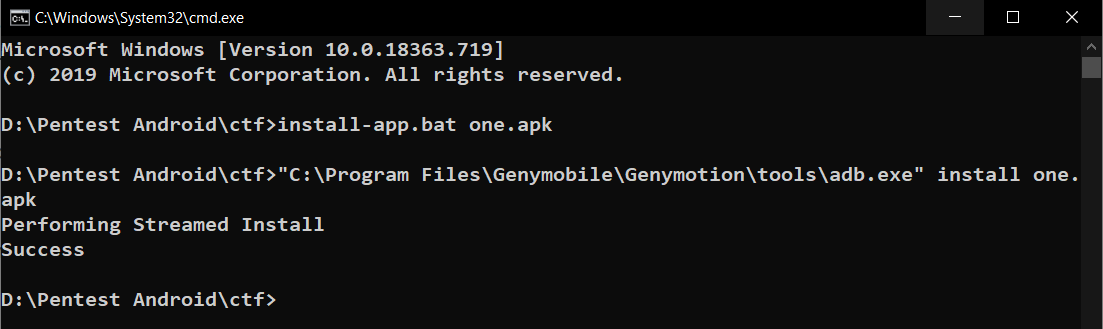 C:\Windows\System32\cmd.exe
Microsoft Windows [Version 10.0.18363.719]
(c) 2019 Microsoft Corporation. All rights reserved.
D:\Pentest Android\ctf>install-app.bat one.apk
D:\Pentest Android\ctf>"C:\Program Files\Genymobile\Genymotion\tools\adb.exe" install one.
apk
Performing Streamed Install
Success
D:\Pentest Android\ctf>